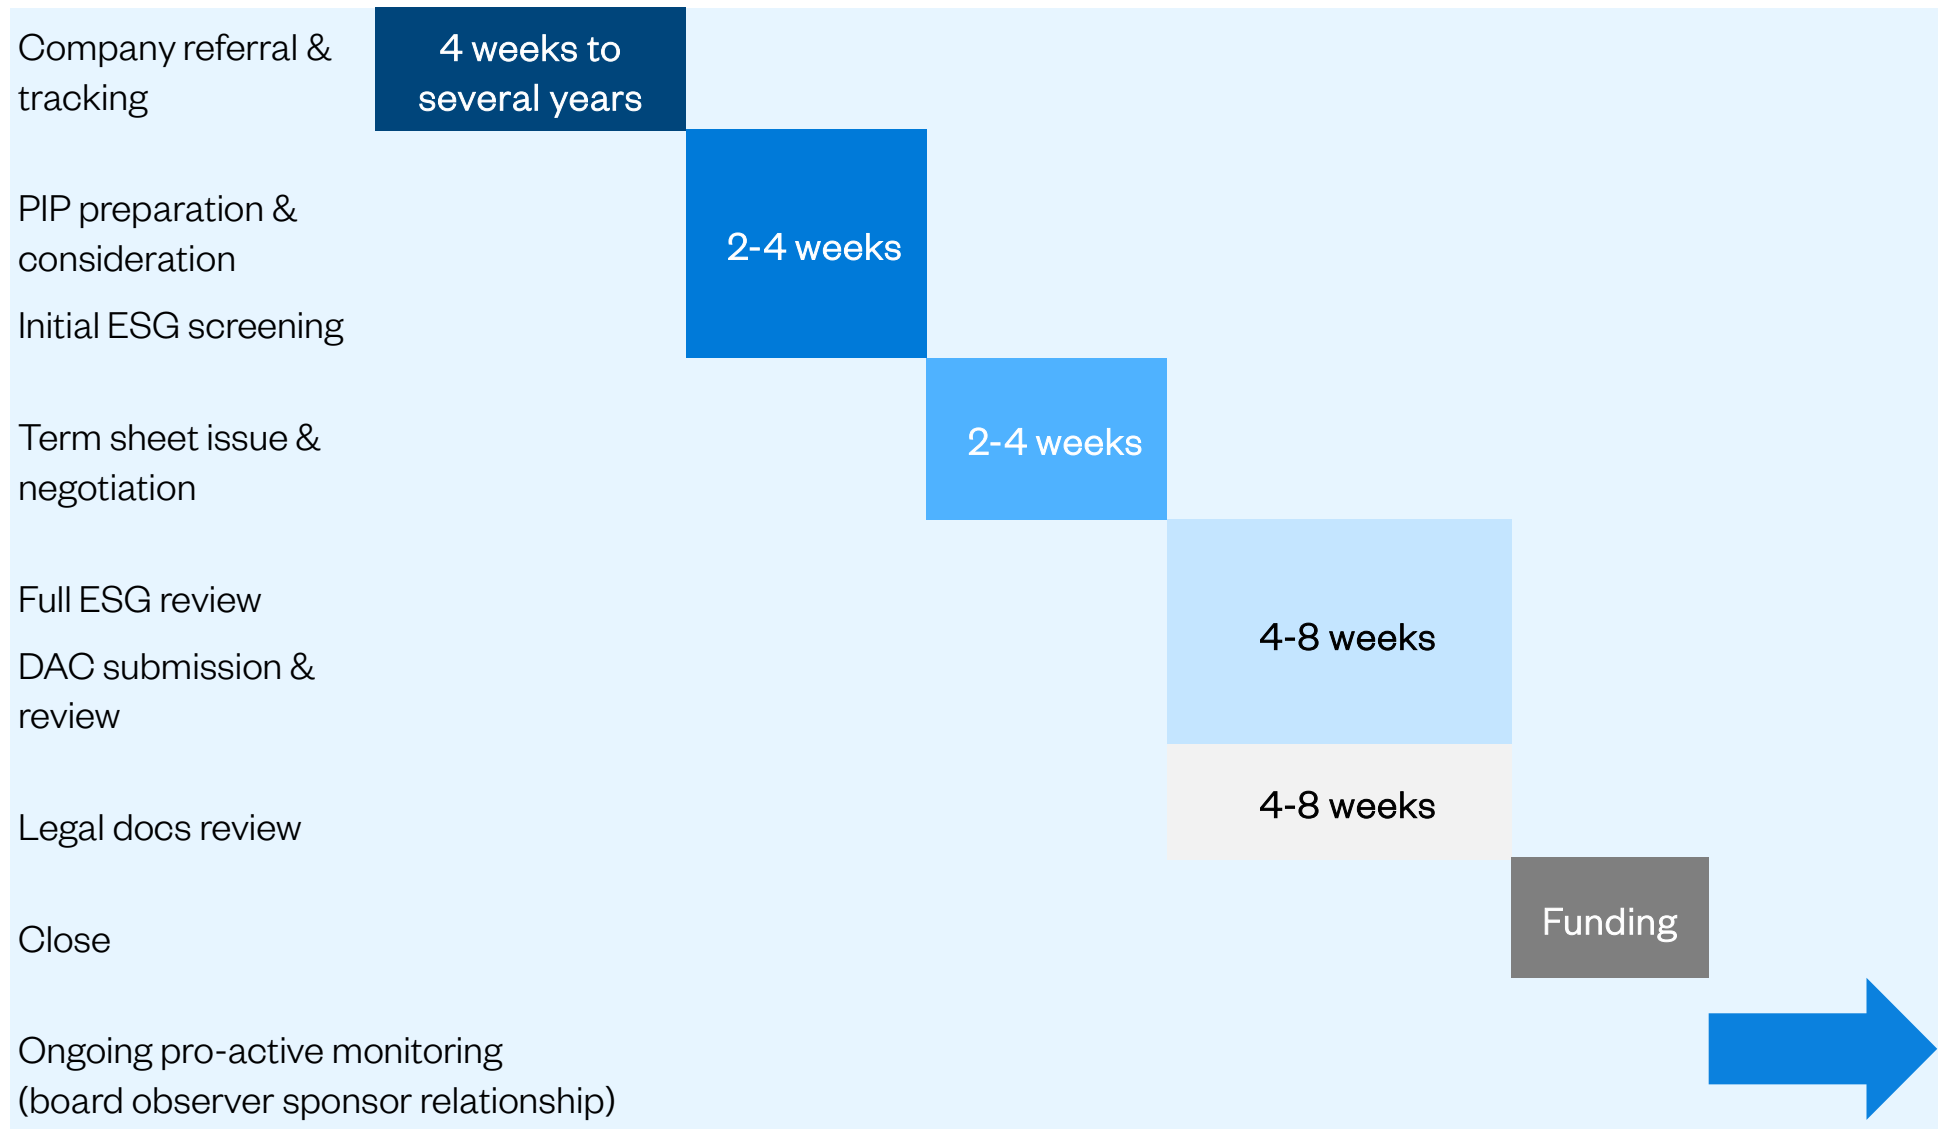 Company referral &
tracking
4 weeks to
several years
PIP preparation &
consideration
Initial ESG screening
2-4 weeks
Term sheet issue &
negotiation
2-4 weeks
Full ESG review
DAC submission &
review
4-8 weeks
Legal docs review
4-8 weeks
Close
Funding
Ongoing pro-active monitoring
(board observer sponsor relationship)